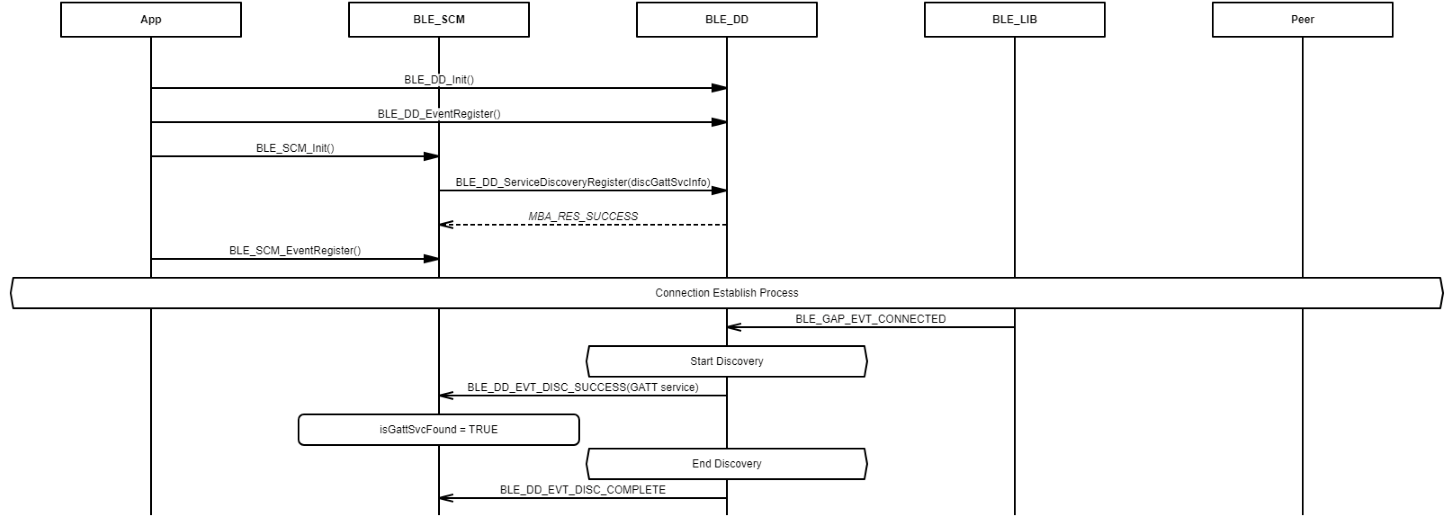 App
BLE_SCM
BLE_DD
BLE_LIB
Peer
BLE_DD_Init()
BLE_DD_EventRegister()
BLE_SCM_Init()
BLE_DD_ServiceDiscoveryRegister(discGattSvcInfo)
MBA_RES_SUCCESS
BLE_SCM_EventRegister()
Connection Establish Process
BLE_GAP_EVT_CONNECTED
Start Discovery
BLE_DD_EVT_DISC_SUCCESS(GATT service)
isGattSvcFound = TRUE
End Discovery
BLE_DD_EVT_DISC_COMPLETE